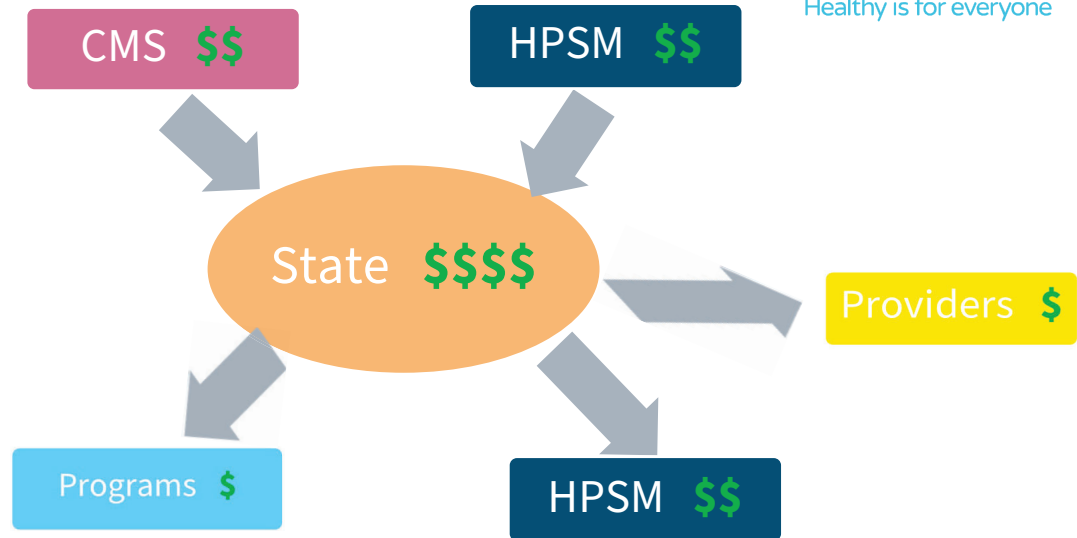 Healthy is for everyone
CMS $$
HPSM $$
State $$$$
Providers $
Programs $
HPSM $$